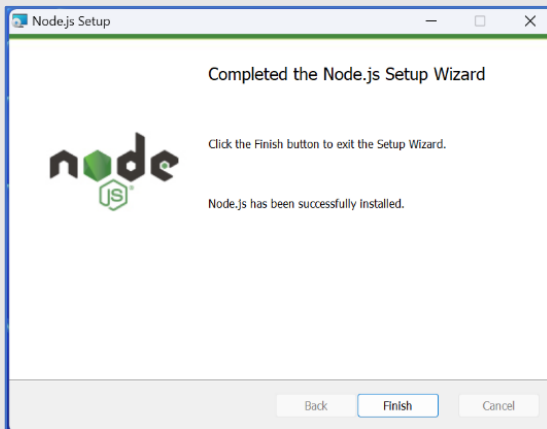 Node.js Setup
Completed the Node.js Setup Wizard
Click the Finish button to exit the Setup Wizard.
node
JS
Node.js has been successfully installed.
Back
Finish
Cancel